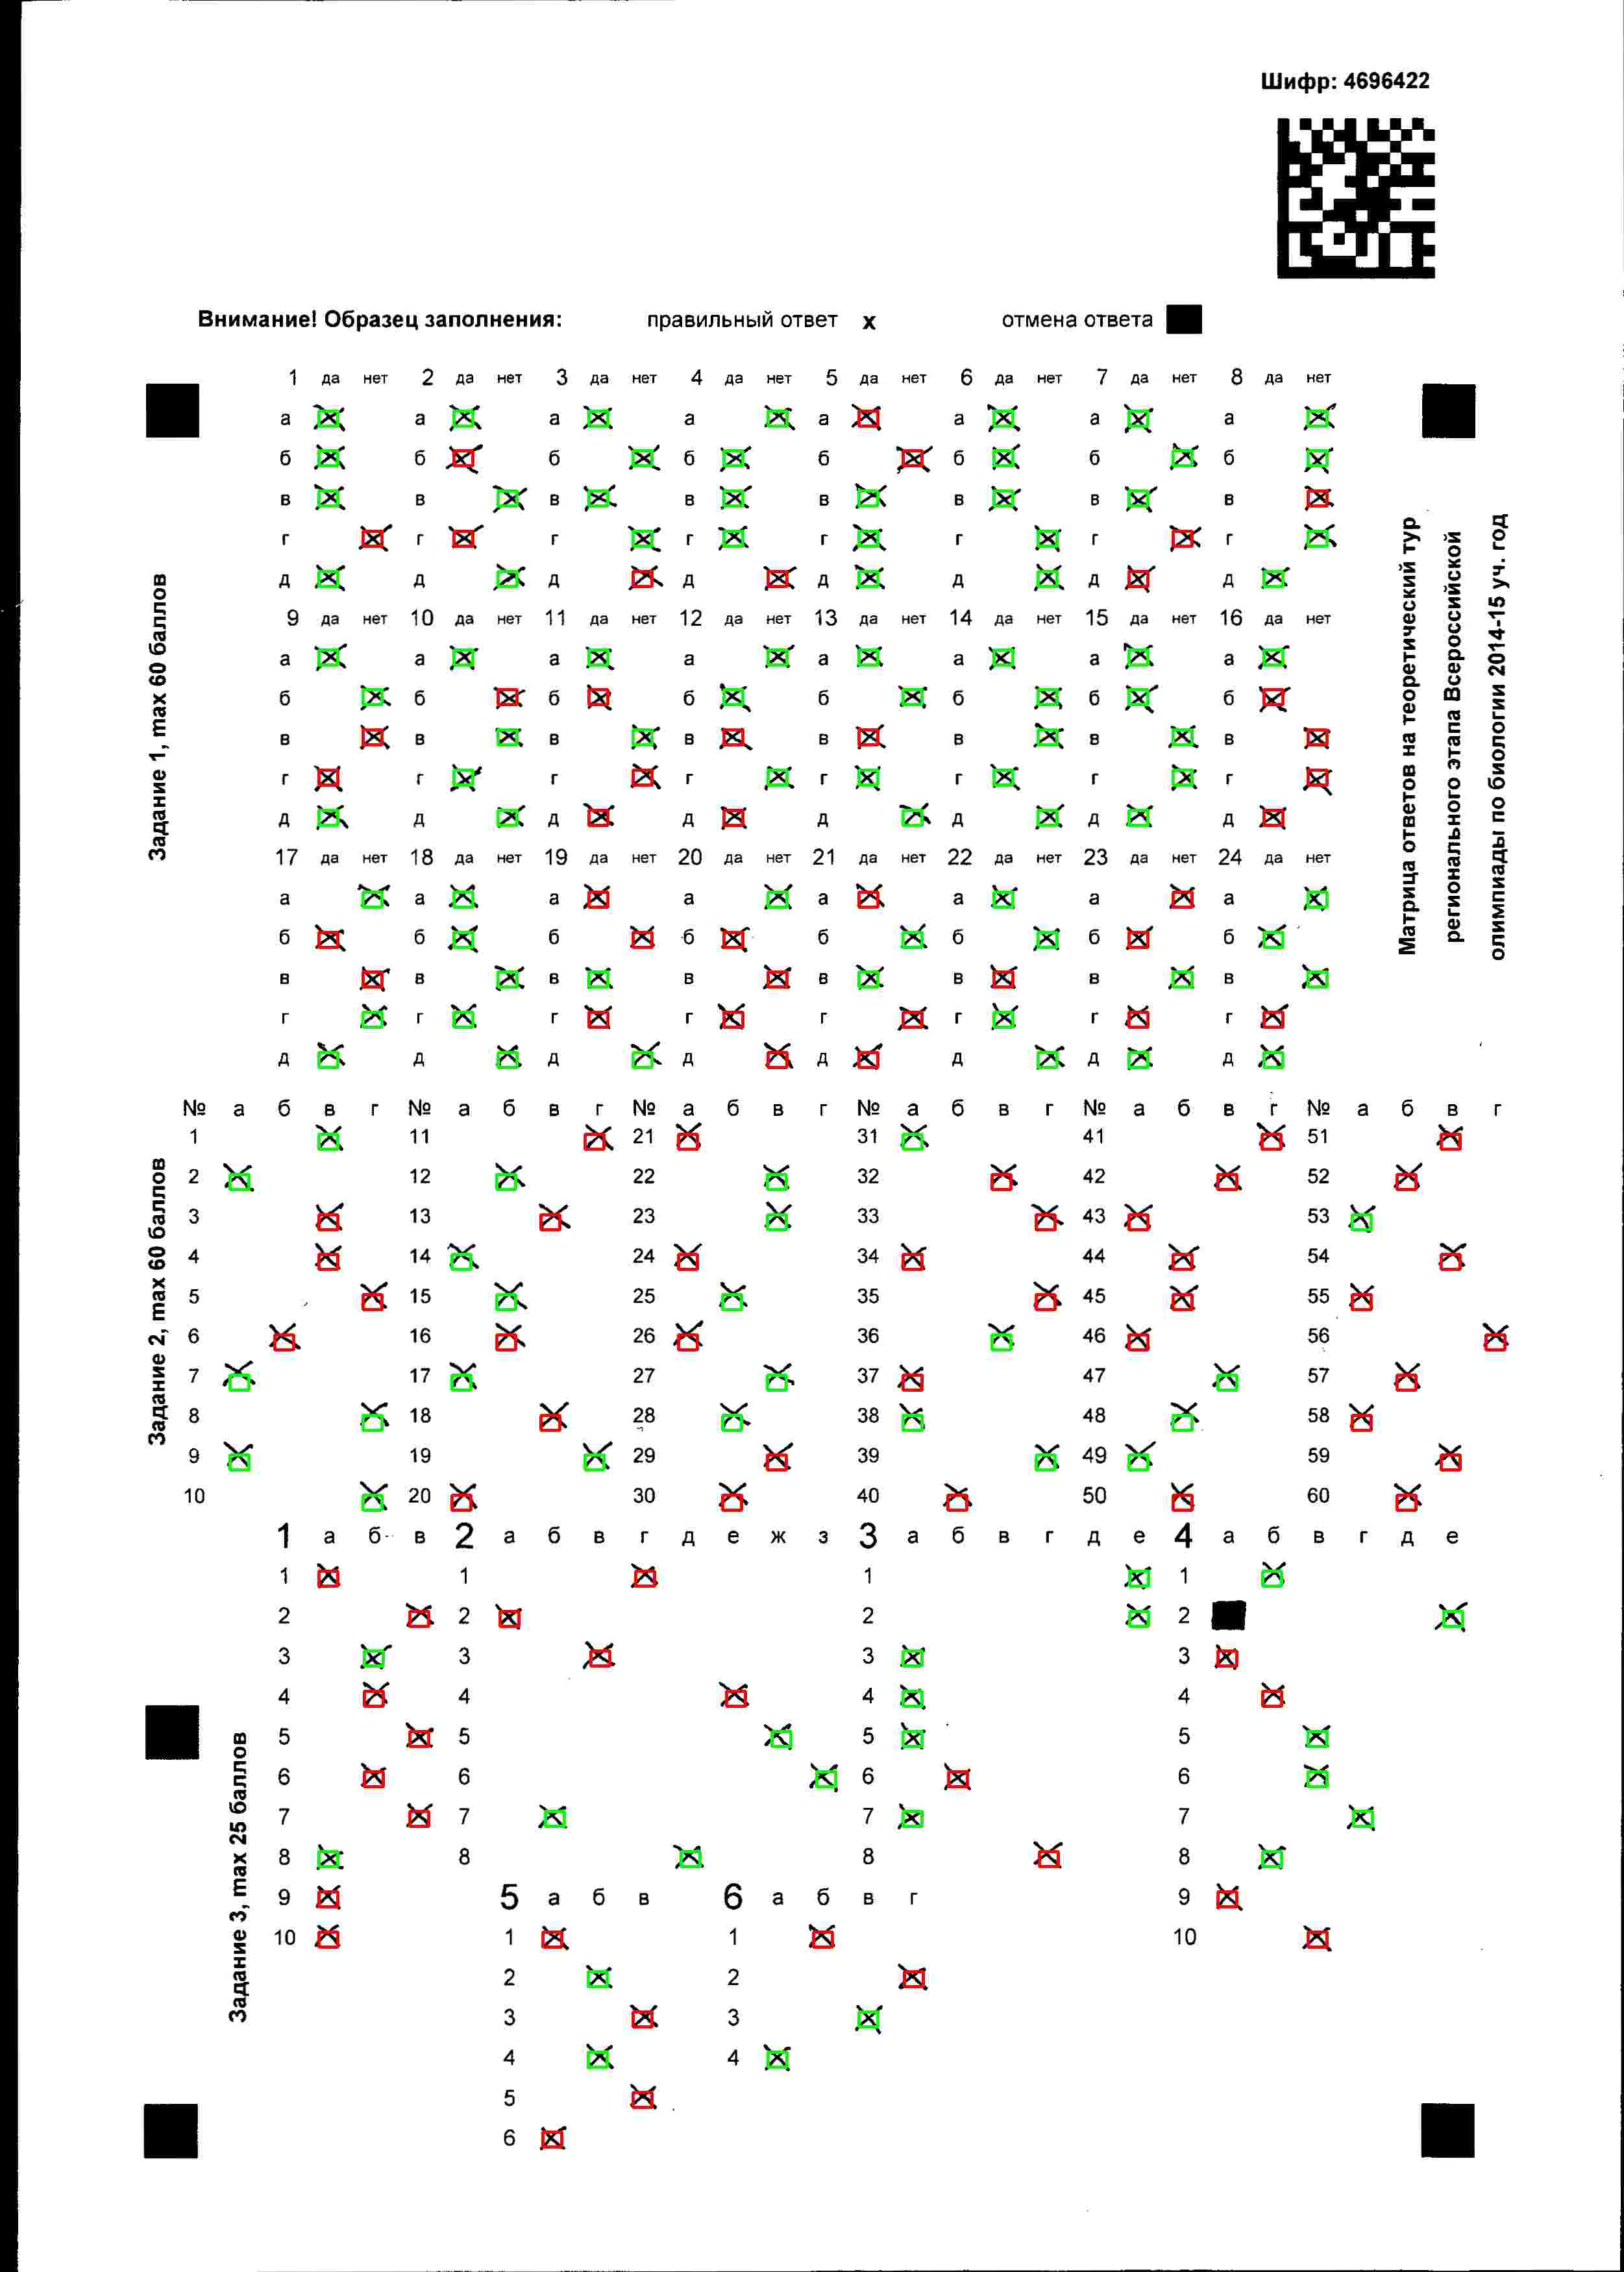 Шифр: 4696422
Внимание! Образец заполнения: правильный ответ х отмена ответа
1 да нет 2 да нет 3 да нет 4 да нет 5 да нет 6 да нет 7 да нет 8 да нет
а а а а а а а а
б б б б б б б б
в в в в в в в в
г г г г г г г г
д д д д д д д д
9 да нет 10 да нет 11 да нет 12 да нет 13 да нет 14 да нет 15 да нет 16 да нет
а а а а а а а а
б б б б б б б б
в в в в в в в в
г г г г г г г г
д д д д д д д д
17 да нет 18 да нет 19 да нет 20 да нет 21 да нет 22 да нет 23 да нет 24 да нет
а а а а а а а а
б б б б б б б б
в в в в в в в в
г г г г г г г г
д д д д д д д д
Задание 1, max 60 баллов
Матрица ответов на теоретический тур
регионального этапа Всероссийской
олимпиады по биологии 2014-15 уч. год
№ а б в г № а б в г № а б в г № а б в г № а б в г № а б в г
1 11 21 31 41 51
2 12 22 32 42 52
3 13 23 33 43 53
4 14 24 34 44 54
5 15 25 35 45 55
6 16 26 36 46 56
7 17 27 37 47 57
8 18 28 38 48 58
9 19 29 39 49 59
10 20 30 40 50 60
Задание 2, max 60 баллов
1 а б в 2 а б в г д е ж з 3 а б в г д е 4 а б в г д е
1 1 1 1
2 2 2 2
3 3 3 3
4 4 4 4
5 5 5 5
6 6 6 6
7 7 7 7
8 8 8 8
9 5 а б в 6 а б в г 9
10 1 1 10
2 2
3 3
4 4
5
6
Задание 3, max 25 баллов